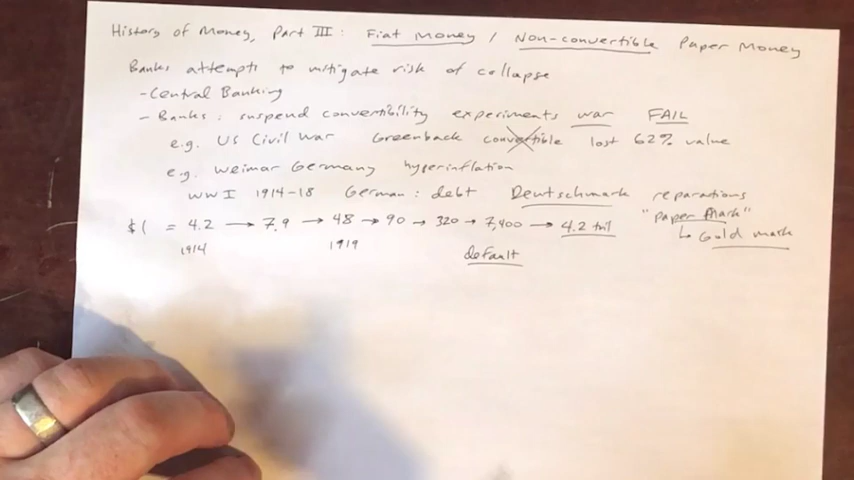 History of Money, Part III: Fiat Money / Non-convertible Paper Money
Banks attempt to mitigate risk of collapse
- Central Banking
- Banks: suspend convertibility experiments war FAIL
e.g. US Civil War Greenback convertible lost 62% value
e.g. Weimar Germany hyperinflation
WWI 1914-18 German: debt Deutschmark reparations
"Paper Mark"
$1 = 4.2 → 7.9 → 48 → 90 → 320 → 7,400 → 4.2 tril
↳ Gold mark
1914 1919 default